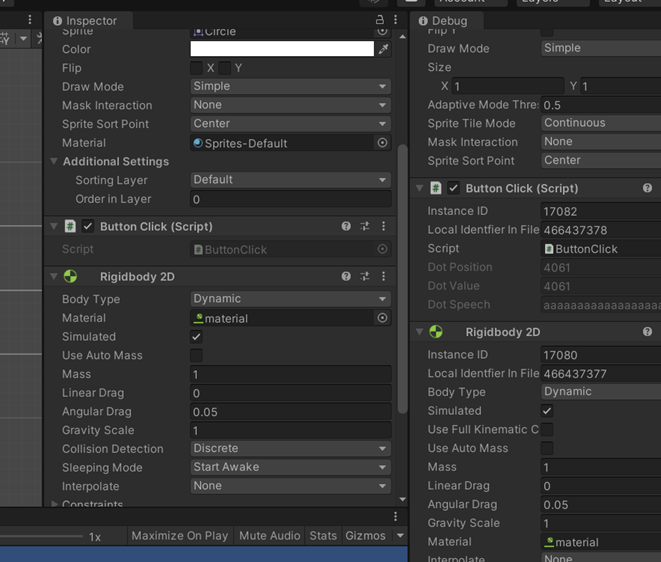 Account
Layers
Layout
Inspector
Sprite
Circle
Color
Flip X Y
Draw Mode Simple
Mask Interaction None
Sprite Sort Point Center
Material Sprites-Default
Additional Settings
Sorting Layer Default
Order in Layer 0
# Button Click (Script)
Script # ButtonClick
Rigidbody 2D
Body Type Dynamic
Material material
Simulated
Use Auto Mass
Mass 1
Linear Drag 0
Angular Drag 0.05
Gravity Scale 1
Collision Detection Discrete
Sleeping Mode Start Awake
Interpolate None
Constraints
1x Maximize On Play Mute Audio Stats Gizmos
Debug
Flip Y
Draw Mode Simple
Size
X 1 Y 1
Adaptive Mode Thres 0.5
Sprite Tile Mode Continuous
Mask Interaction None
Sprite Sort Point Center
# Button Click (Script)
Instance ID 17082
Local Identfier In File 466437378
Script # ButtonClick
Dot Position 4061
Dot Value 4061
Dot Speech aaaaaaaaaaaaaaaaaa
Rigidbody 2D
Instance ID 17080
Local Identfier In File 466437377
Body Type Dynamic
Simulated
Use Full Kinematic C
Use Auto Mass
Mass 1
Linear Drag 0
Angular Drag 0.05
Gravity Scale 1
Material material
Interpolate None